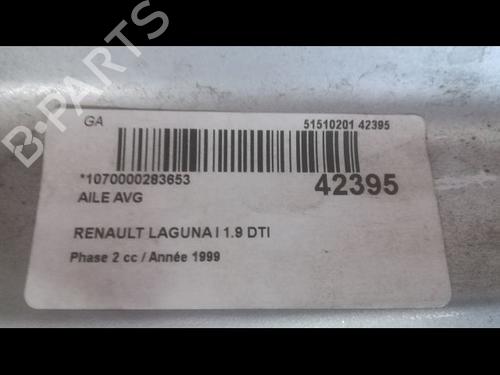 B-PARTS
GA
51510201 42395
*1070000283653
42395
AILE AVG
RENAULT LAGUNA I 1.9 DTI
Phase 2 cc / Année 1999